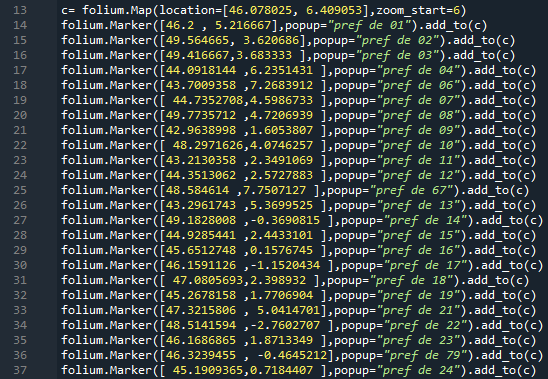 13 c= folium.Map(location=[46.078025, 6.409053],zoom_start=6)
14 folium.Marker([46.2 , 5.216667],popup="pref de 01").add_to(c)
15 folium.Marker([49.564665, 3.620686],popup="pref de 02").add_to(c)
16 folium.Marker([49.416667,3.683333 ],popup="pref de 03").add_to(c)
17 folium.Marker([44.0918144 ,6.2351431 ],popup="pref de 04").add_to(c)
18 folium.Marker([43.7009358 ,7.2683912 ],popup="pref de 06").add_to(c)
19 folium.Marker([ 44.7352708,4.5986733 ],popup="pref de 07").add_to(c)
20 folium.Marker([49.7735712 ,4.7206939 ],popup="pref de 08").add_to(c)
21 folium.Marker([42.9638998 ,1.6053807 ],popup="pref de 09").add_to(c)
22 folium.Marker([ 48.2971626,4.0746257 ],popup="pref de 10").add_to(c)
23 folium.Marker([43.2130358 ,2.3491069 ],popup="pref de 11").add_to(c)
24 folium.Marker([44.3513062 ,2.5727883 ],popup="pref de 12").add_to(c)
25 folium.Marker([48.584614 ,7.7507127 ],popup="pref de 67").add_to(c)
26 folium.Marker([43.2961743 ,5.3699525 ],popup="pref de 13").add_to(c)
27 folium.Marker([49.1828008 ,-0.3690815 ],popup="pref de 14").add_to(c)
28 folium.Marker([44.9285441 ,2.4433101 ],popup="pref de 15").add_to(c)
29 folium.Marker([45.6512748 ,0.1576745 ],popup="pref de 16").add_to(c)
30 folium.Marker([46.1591126 ,-1.1520434 ],popup="pref de 17").add_to(c)
31 folium.Marker([ 47.0805693,2.398932 ],popup="pref de 18").add_to(c)
32 folium.Marker([45.2678158 ,1.7706904 ],popup="pref de 19").add_to(c)
33 folium.Marker([47.3215806 , 5.0414701],popup="pref de 21").add_to(c)
34 folium.Marker([48.5141594 ,-2.7602707 ],popup="pref de 22").add_to(c)
35 folium.Marker([46.1686865 ,1.8713349 ],popup="pref de 23").add_to(c)
36 folium.Marker([46.3239455 , -0.4645212],popup="pref de 79").add_to(c)
37 folium.Marker([ 45.1909365,0.7184407 ],popup="pref de 24").add_to(c)